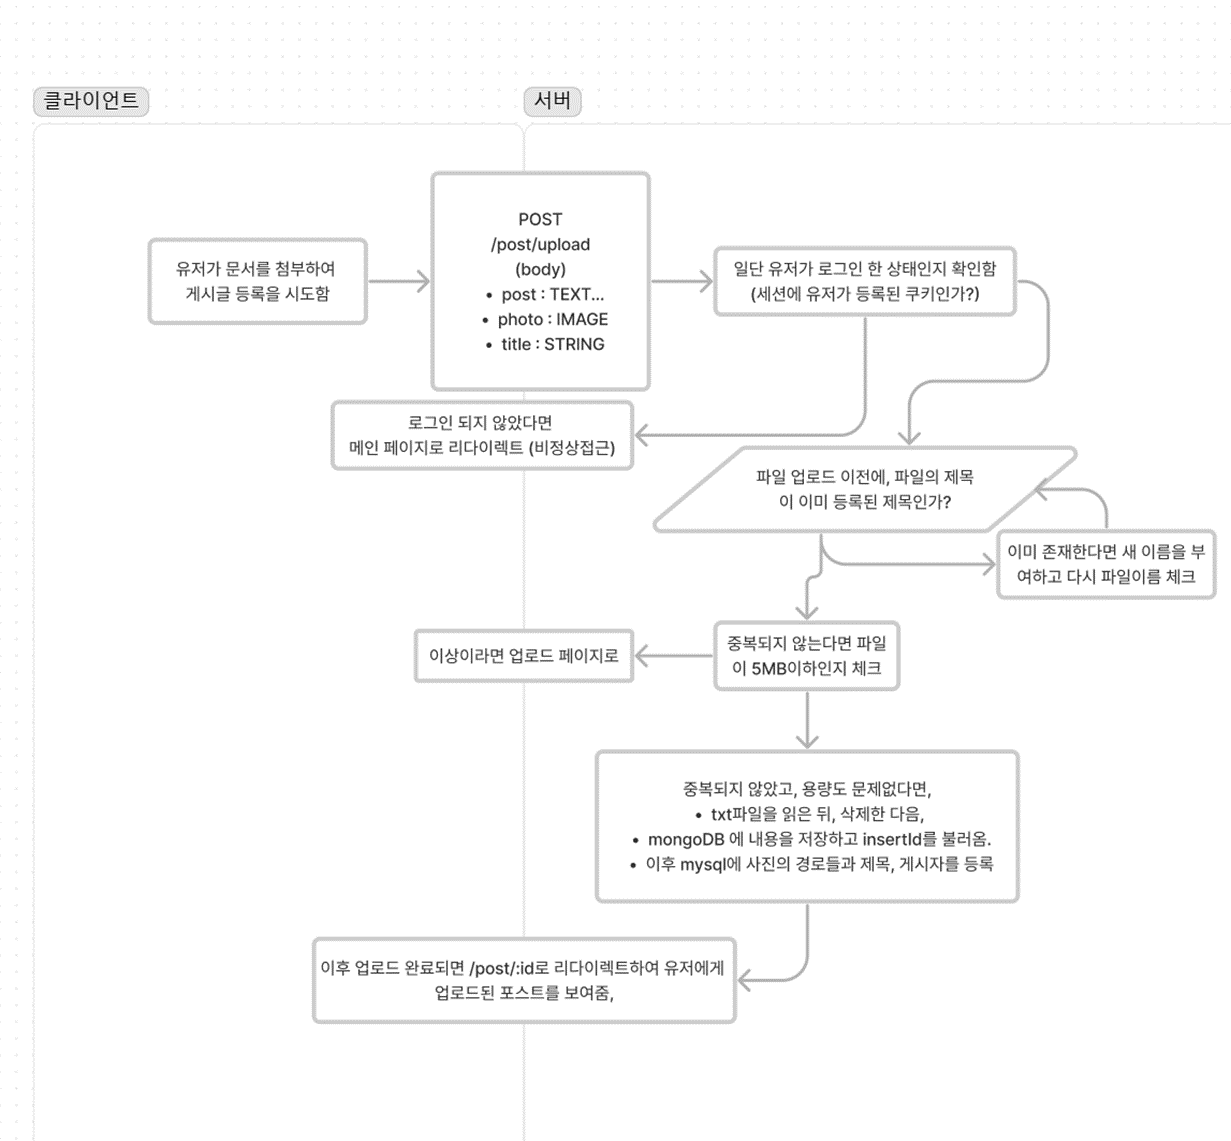 클라이언트
서버
유저가 문서를 첨부하여
게시글 등록을 시도함
POST
/post/upload
(body)
• post : TEXT...
• photo : IMAGE
• title : STRING
일단 유저가 로그인 한 상태인지 확인함
(세션에 유저가 등록된 쿠키인가?)
로그인 되지 않았다면
메인 페이지로 리다이렉트 (비정상접근)
파일 업로드 이전에, 파일의 제목
이 이미 등록된 제목인가?
이미 존재한다면 새 이름을 부
여하고 다시 파일이름 체크
중복되지 않는다면 파일
이 5MB이하인지 체크
이상이라면 업로드 페이지로
중복되지 않았고, 용량도 문제없다면,
• txt파일을 읽은 뒤, 삭제한 다음,
• mongoDB 에 내용을 저장하고 insertId를 불러옴.
• 이후 mysql에 사진의 경로들과 제목, 게시자를 등록
이후 업로드 완료되면 /post/:id로 리다이렉트하여 유저에게
업로드된 포스트를 보여줌,